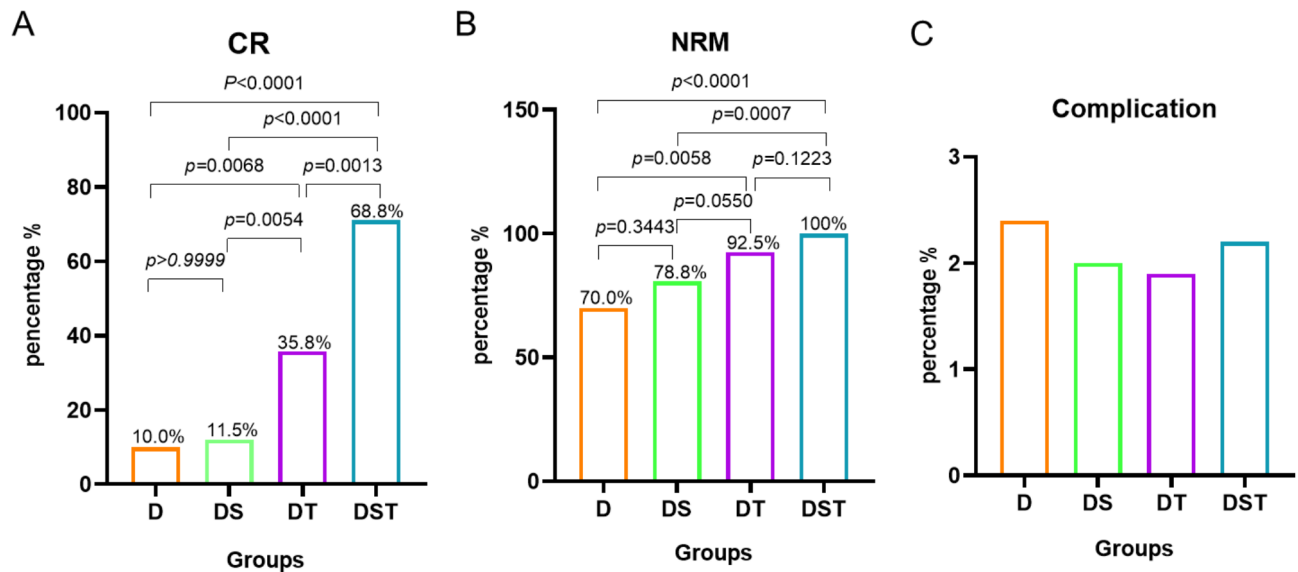 A
CR
P<0.0001
p<0.0001
p=0.0068
p=0.0013
p=0.0054
p>0.9999
100
80
60
40
20
0
pencentage %
10.0%
11.5%
35.8%
68.8%
D
DS
DT
DST
Groups
B
NRM
p<0.0001
p=0.0007
p=0.0058
p=0.1223
p=0.0550
p=0.3443
150
100
50
0
percentage %
70.0%
78.8%
92.5%
100%
D
DS
DT
DST
Groups
C
Complication
3
2
1
0
percentage %
D
DS
DT
DST
Groups